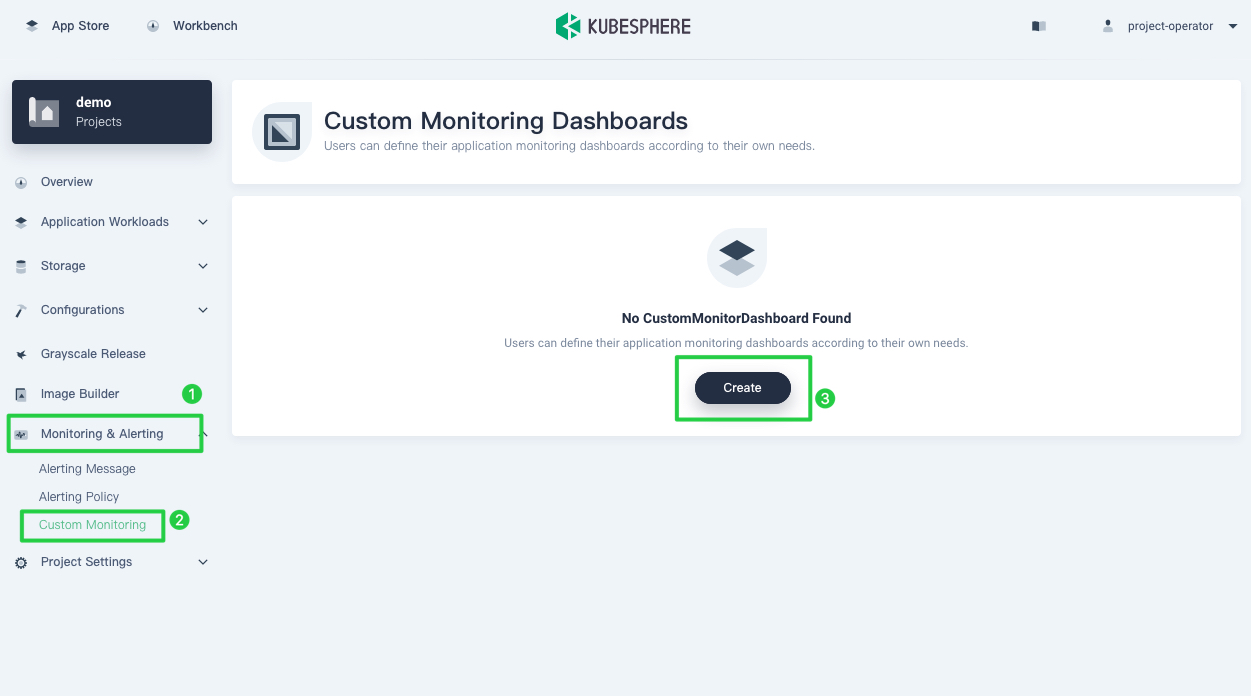 App Store
Workbench
KUBESPHERE
project-operator
demo
Projects
Custom Monitoring Dashboards
Users can define their application monitoring dashboards according to their own needs.
Overview
Application Workloads
Storage
Configurations
Grayscale Release
Image Builder
1
Monitoring & Alerting
Alerting Message
Alerting Policy
Custom Monitoring
2
Project Settings
No CustomMonitorDashboard Found
Users can define their application monitoring dashboards according to their own needs.
Create
3